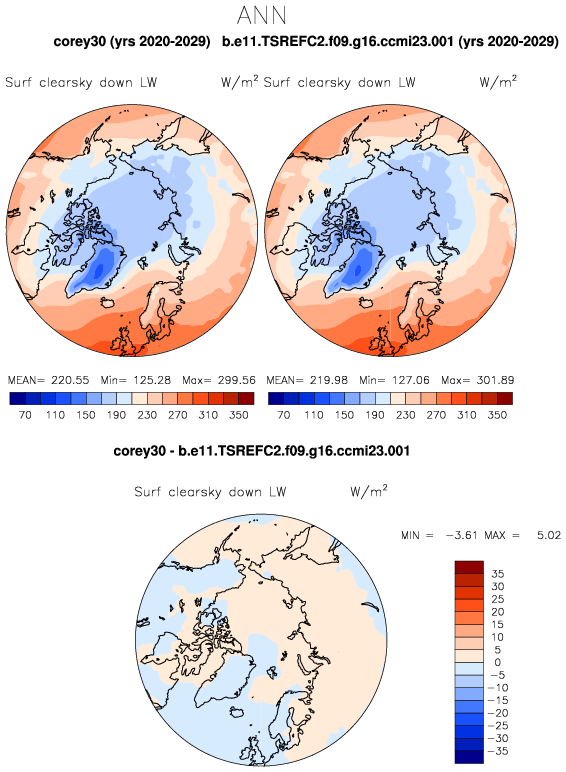 ANN
corey30 (yrs 2020-2029) b.e11.TSREFC2.f09.g16.ccmi23.001 (yrs 2020-2029)
Surf clearsky down LW W/m² Surf clearsky down LW W/m²
MEAN= 220.55 Min= 125.28 Max= 299.56 MEAN= 219.98 Min= 127.06 Max= 301.89
70 110 150 190 230 270 310 350 70 110 150 190 230 270 310 350
corey30 - b.e11.TSREFC2.f09.g16.ccmi23.001
Surf clearsky down LW W/m²
MIN = -3.61 MAX = 5.02
35
30
25
20
15
10
5
0
-5
-10
-15
-20
-25
-30
-35